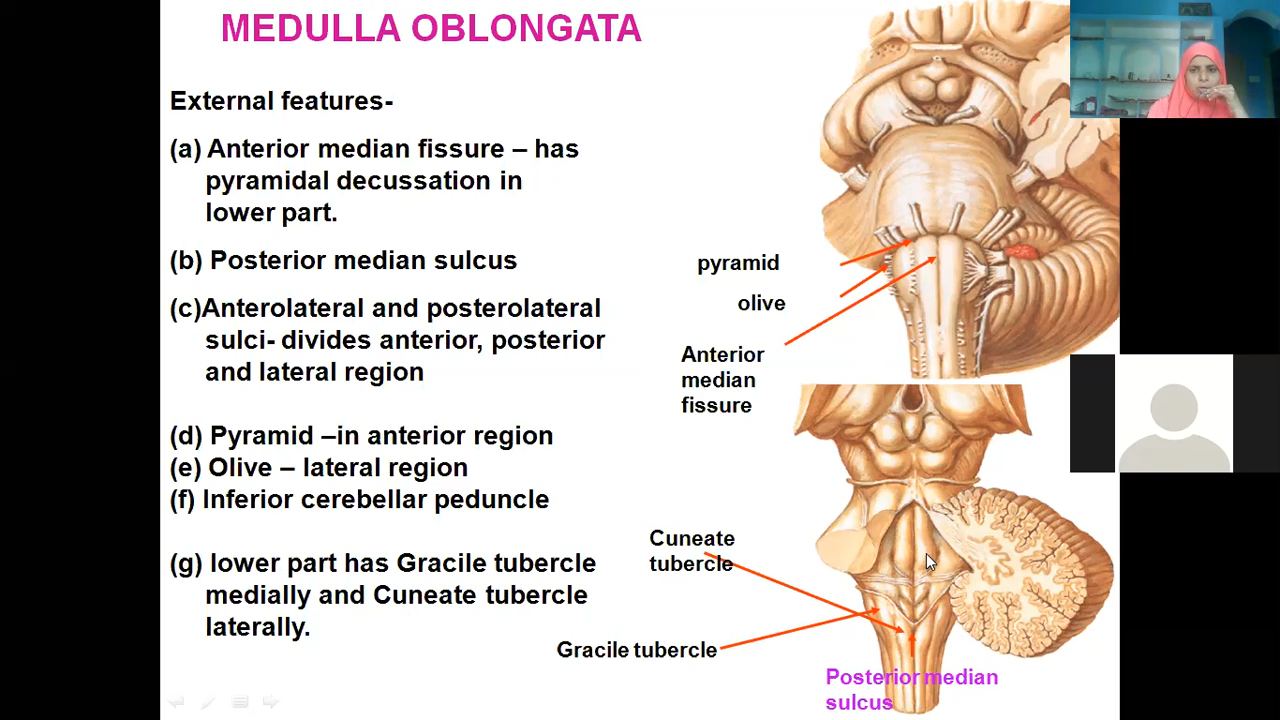 MEDULLA OBLONGATA
External features-
(a) Anterior median fissure – has
pyramidal decussation in
lower part.
(b) Posterior median sulcus
(c)Anterolateral and posterolateral
sulci- divides anterior, posterior
and lateral region
(d) Pyramid –in anterior region
(e) Olive – lateral region
(f) Inferior cerebellar peduncle
(g) lower part has Gracile tubercle
medially and Cuneate tubercle
laterally.
pyramid
olive
Anterior
median
fissure
Cuneate
tubercle
Gracile tubercle
Posterior median
sulcus